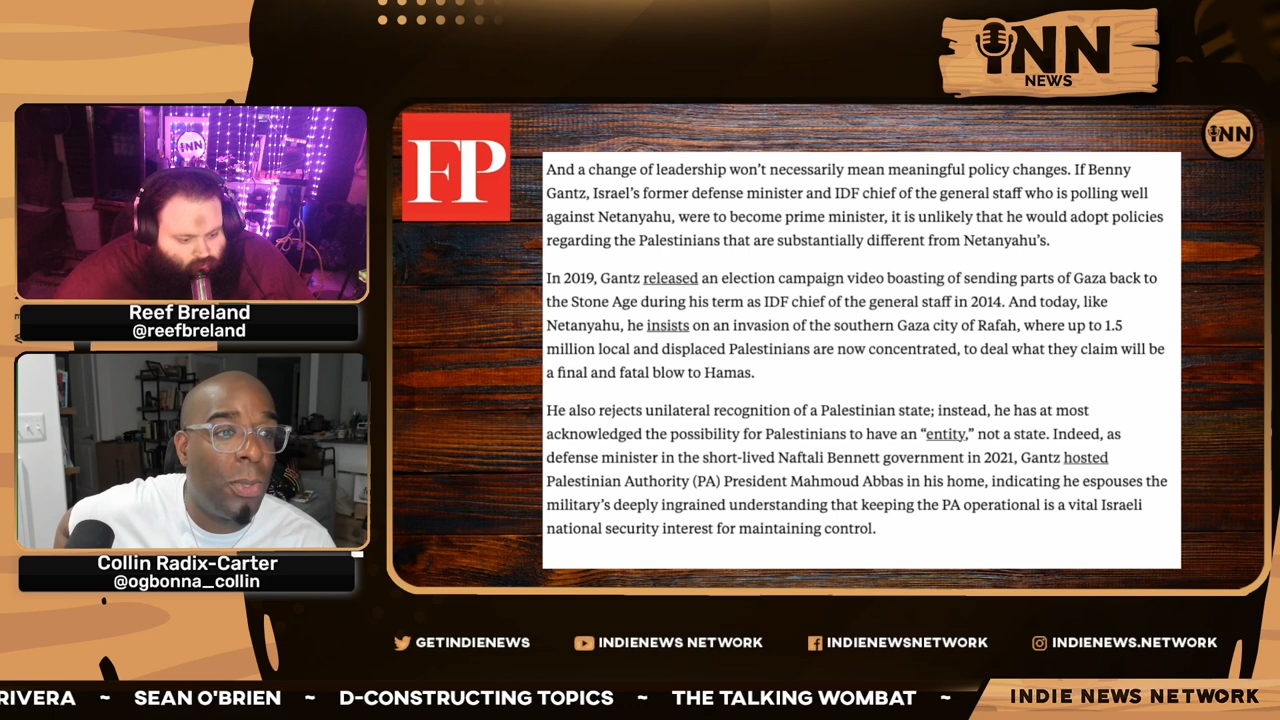 INN
NEWS
INN
INN
Reef Breland
@reefbreland
Collin Radix-Carter
@ogbonna_collin
FP
And a change of leadership won’t necessarily mean meaningful policy changes. If Benny
Gantz, Israel’s former defense minister and IDF chief of the general staff who is polling well
against Netanyahu, were to become prime minister, it is unlikely that he would adopt policies
regarding the Palestinians that are substantially different from Netanyahu’s.
In 2019, Gantz released an election campaign video boasting of sending parts of Gaza back to
the Stone Age during his term as IDF chief of the general staff in 2014. And today, like
Netanyahu, he insists on an invasion of the southern Gaza city of Rafah, where up to 1.5
million local and displaced Palestinians are now concentrated, to deal what they claim will be
a final and fatal blow to Hamas.
He also rejects unilateral recognition of a Palestinian state; instead, he has at most
acknowledged the possibility for Palestinians to have an “entity,” not a state. Indeed, as
defense minister in the short-lived Naftali Bennett government in 2021, Gantz hosted
Palestinian Authority (PA) President Mahmoud Abbas in his home, indicating he espouses the
military’s deeply ingrained understanding that keeping the PA operational is a vital Israeli
national security interest for maintaining control.
GETINDIENEWS
INDIENEWS NETWORK
INDIENEWSNETWORK
INDIENEWS.NETWORK
RIVERA ~ SEAN O'BRIEN ~ D-CONSTRUCTING TOPICS ~ THE TALKING WOMBAT ~
INDIE NEWS NETWORK